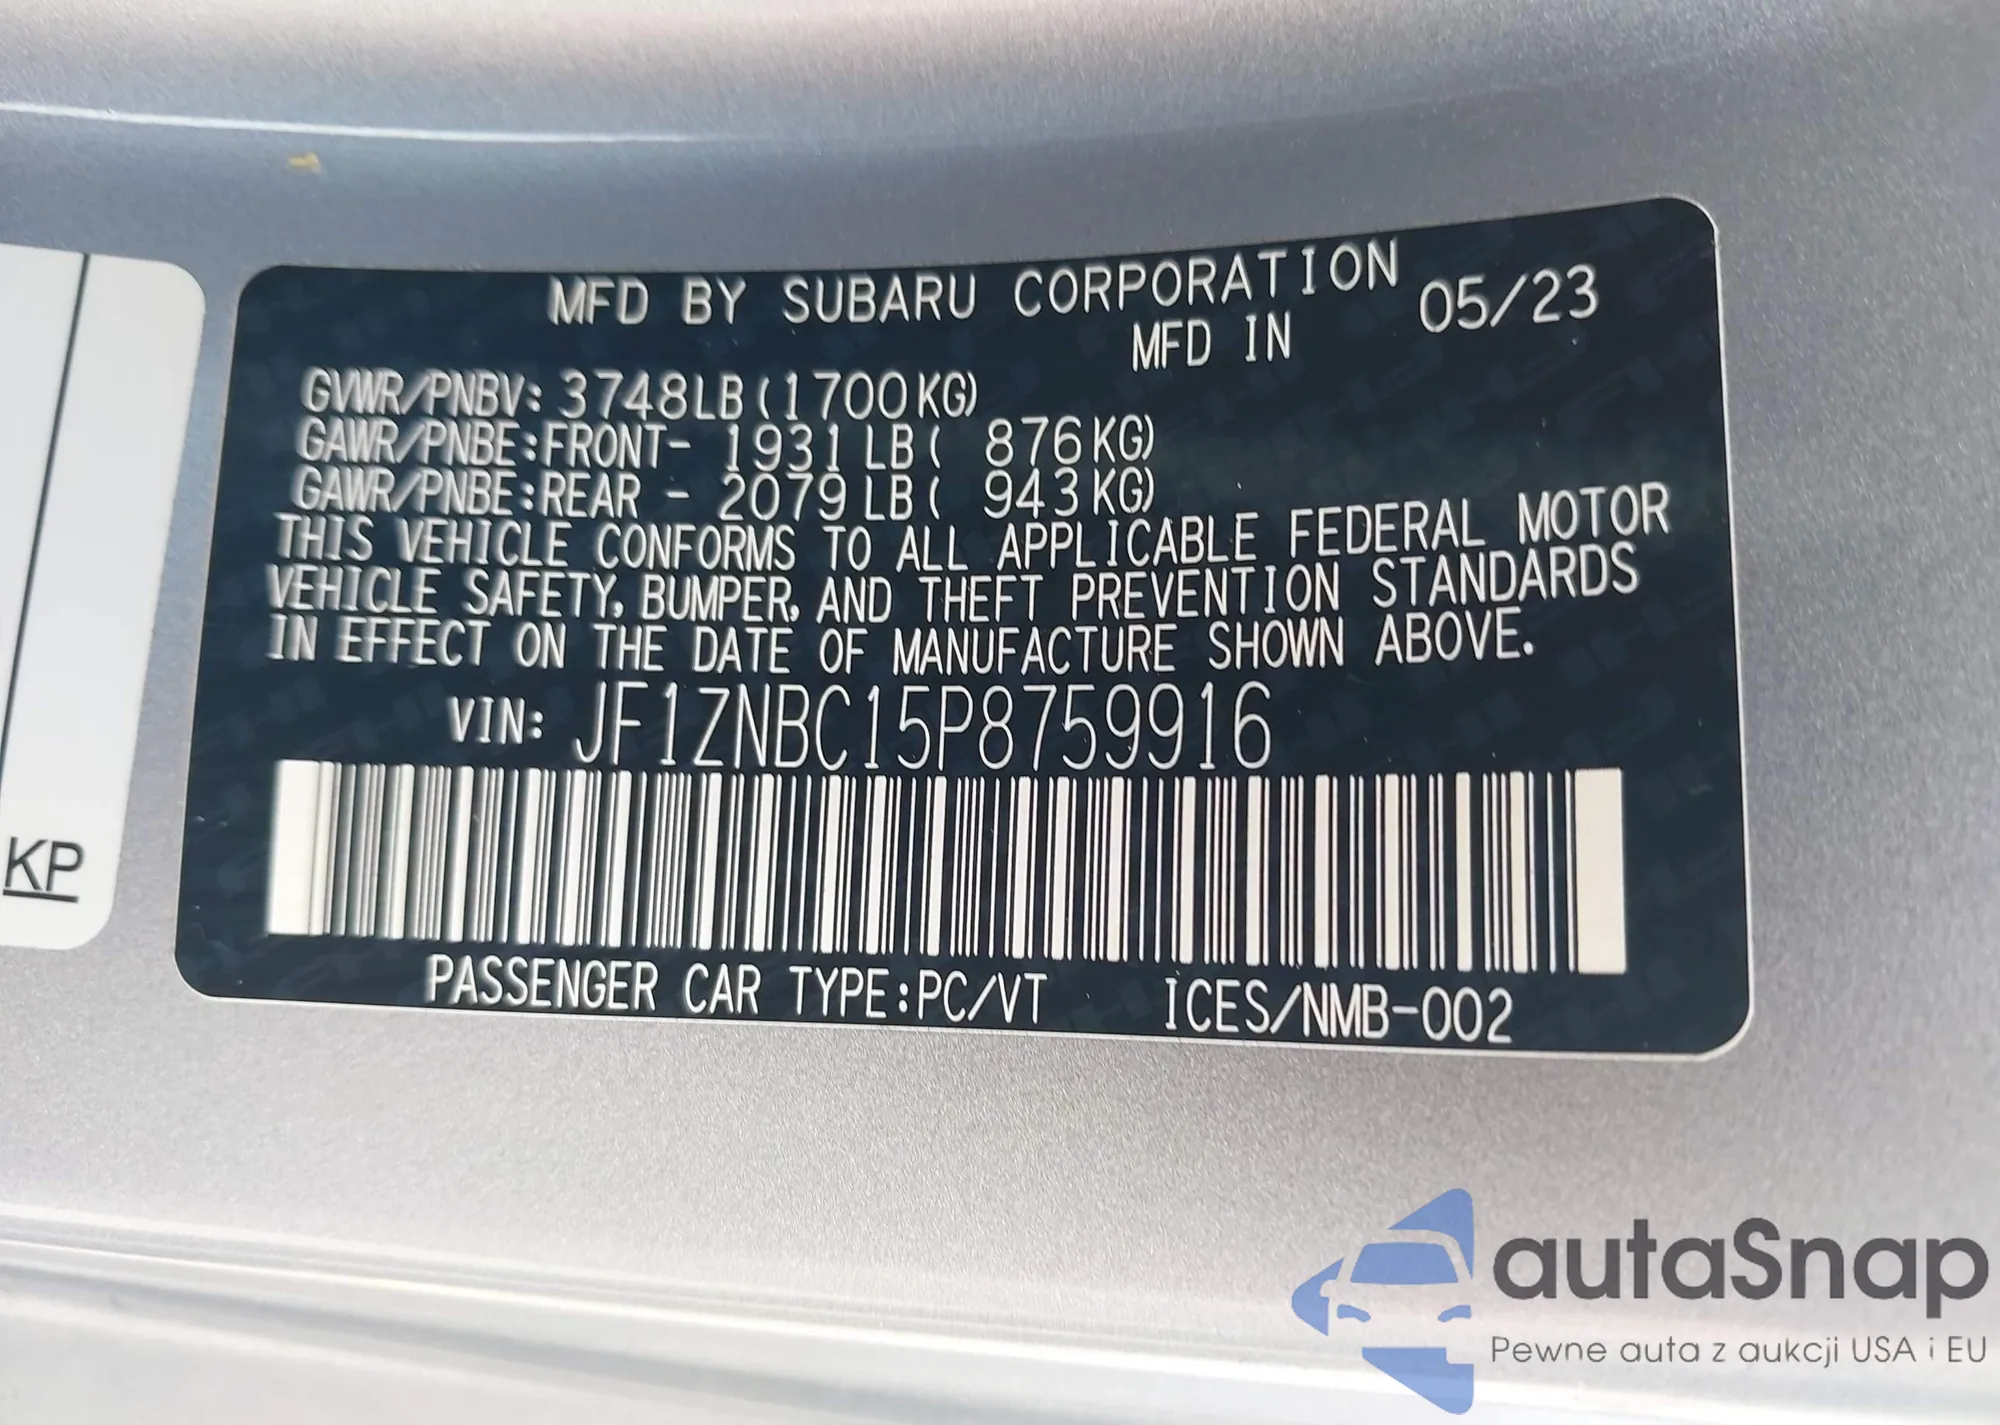 MFD BY SUBARU CORPORATION 05/23
MFD IN
GVWR/PNBV: 3748LB(1700KG)
GAWR/PNBE:FRONT- 1931LB( 876KG)
GAWR/PNBE:REAR - 2079LB( 943KG)
THIS VEHICLE CONFORMS TO ALL APPLICABLE FEDERAL MOTOR
VEHICLE SAFETY, BUMPER, AND THEFT PREVENTION STANDARDS
IN EFFECT ON THE DATE OF MANUFACTURE SHOWN ABOVE.
VIN: JF1ZNBC15P8759916
PASSENGER CAR TYPE:PC/VT ICES/NMB-002
KP
autaSnap
Pewne auta z aukcji USA i EU